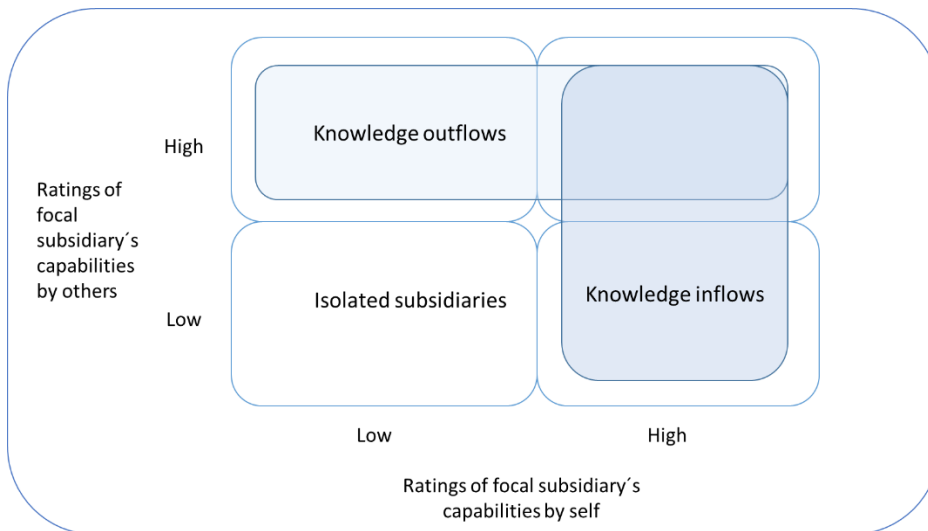 Knowledge outflows
High
Ratings of
focal
subsidiary´s
capabilities
by others
Isolated subsidiaries
Knowledge inflows
Low
Low
High
Ratings of focal subsidiary´s
capabilities by self